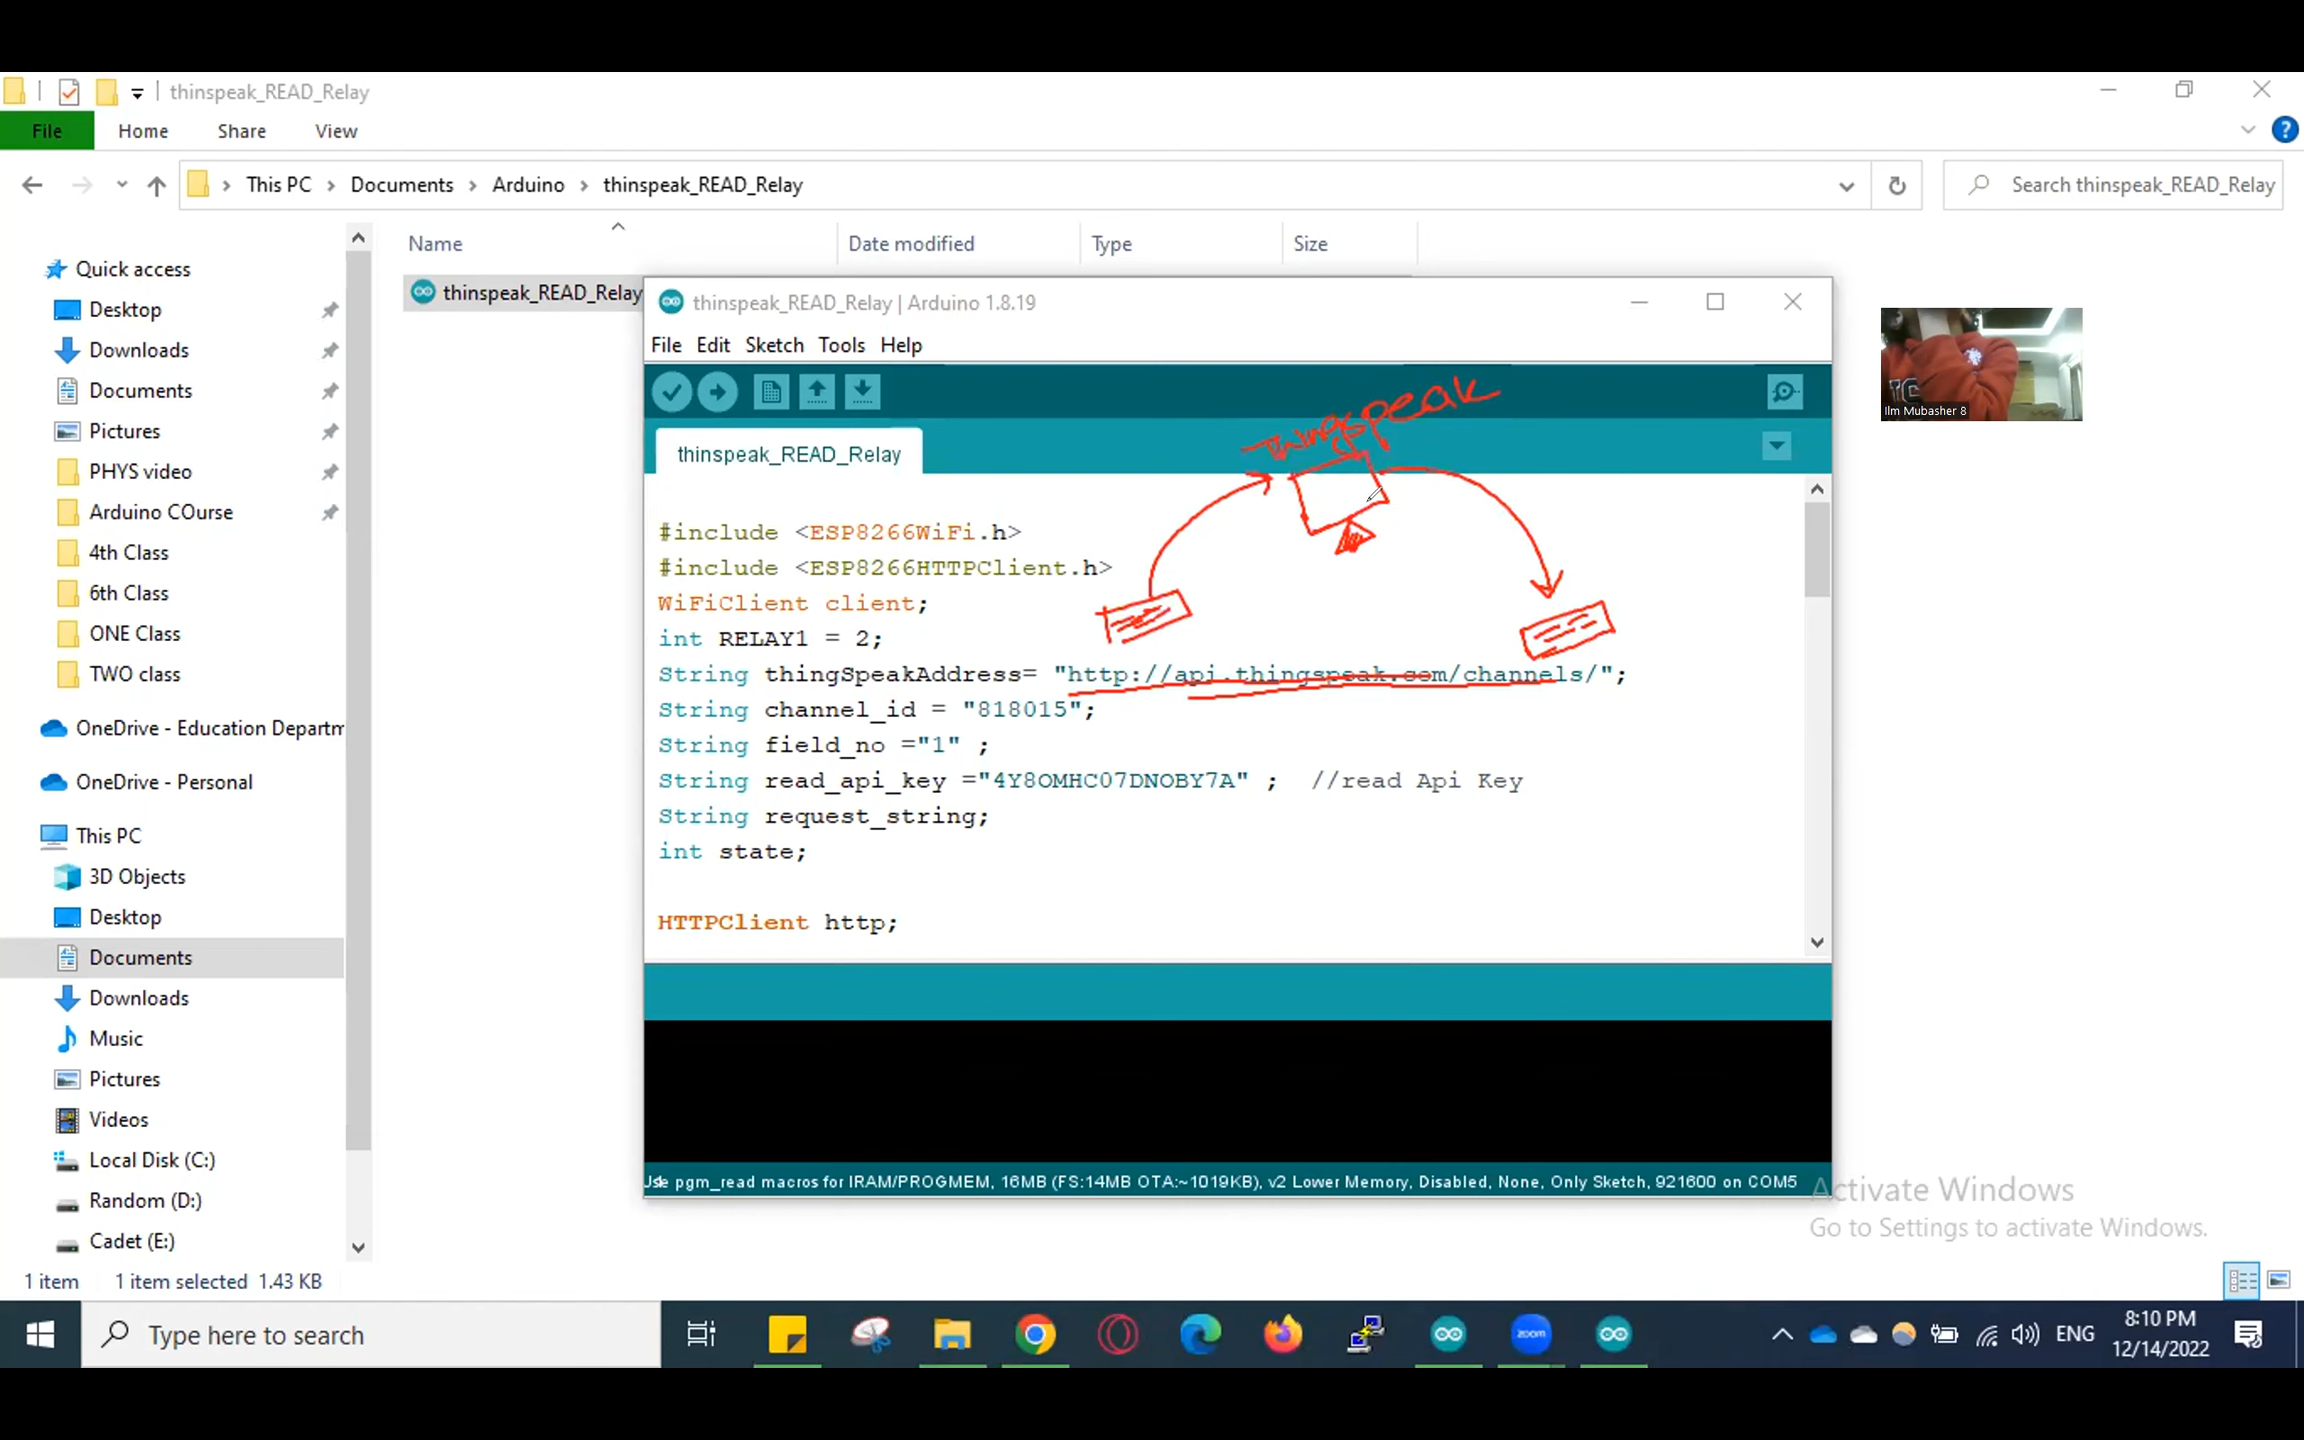 thinspeak_READ_Relay
File Home Share View
This PC Documents Arduino thinspeak_READ_Relay
Search thinspeak_READ_Relay
Name Date modified Type Size
Quick access
Desktop
Downloads
Documents
Pictures
PHYS video
Arduino COurse
4th Class
6th Class
ONE Class
TWO class
OneDrive - Education Departm
OneDrive - Personal
This PC
3D Objects
Desktop
Documents
Downloads
Music
Pictures
Videos
Local Disk (C:)
Random (D:)
Cadet (E:)
1 item 1 item selected 1.43 KB
thinspeak_READ_Relay
thinspeak_READ_Relay | Arduino 1.8.19
File Edit Sketch Tools Help
Thingspeak
thinspeak_READ_Relay
#include <ESP8266WiFi.h>
#include <ESP8266HTTPClient.h>
WiFiClient client;
int RELAY1 = 2;
String thingSpeakAddress= "http://api.thingspeak.com/channels/";
String channel_id = "818015";
String field_no ="1" ;
String read_api_key ="4Y8OMHC07DNOBY7A" ; //read Api Key
String request_string;
int state;
HTTPClient http;
Use pgm_read macros for IRAM/PROGMEM, 16MB (FS:14MB OTA:~1019KB), v2 Lower Memory, Disabled, None, Only Sketch, 921600 on COM5
Ilm Mubasher 8
Activate Windows
Go to Settings to activate Windows.
Type here to search
zoom
ENG
8:10 PM
12/14/2022